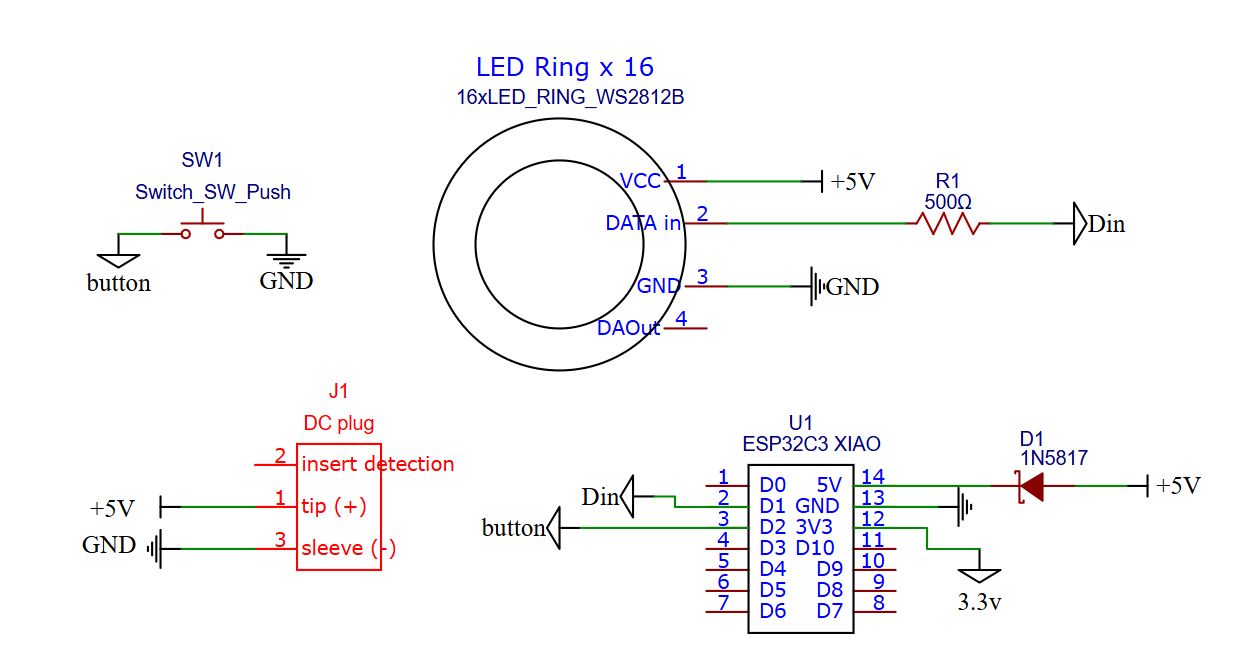 LED Ring x 16
16xLED_RING_WS2812B
SW1
Switch_SW_Push
button
GND
VCC 1 +5V
DATA in 2
R1
500Ω
Din
GND 3 GND
DAOut 4
J1
DC plug
2 insert detection
+5V 1 tip (+)
GND 3 sleeve (-)
U1
ESP32C3 XIAO
D1
1N5817
Din
button
1 D0 5V 14 +5V
2 D1 GND 13
3 D2 3V3 12
4 D3 D10 11
5 D4 D9 10
6 D5 D8 9
7 D6 D7 8
3.3v